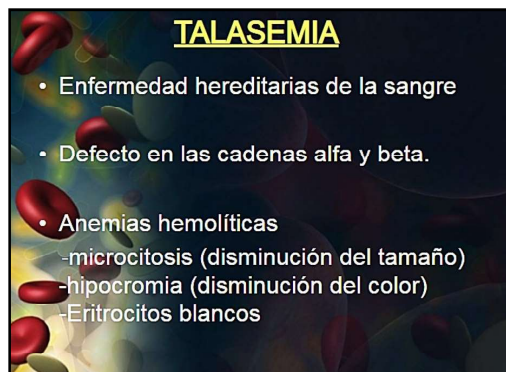 TALASEMIA
• Enfermedad hereditarias de la sangre
• Defecto en las cadenas alfa y beta.
• Anemias hemolíticas
-microcitosis (disminución del tamaño)
-hipocromia (disminución del color)
-Eritrocitos blancos